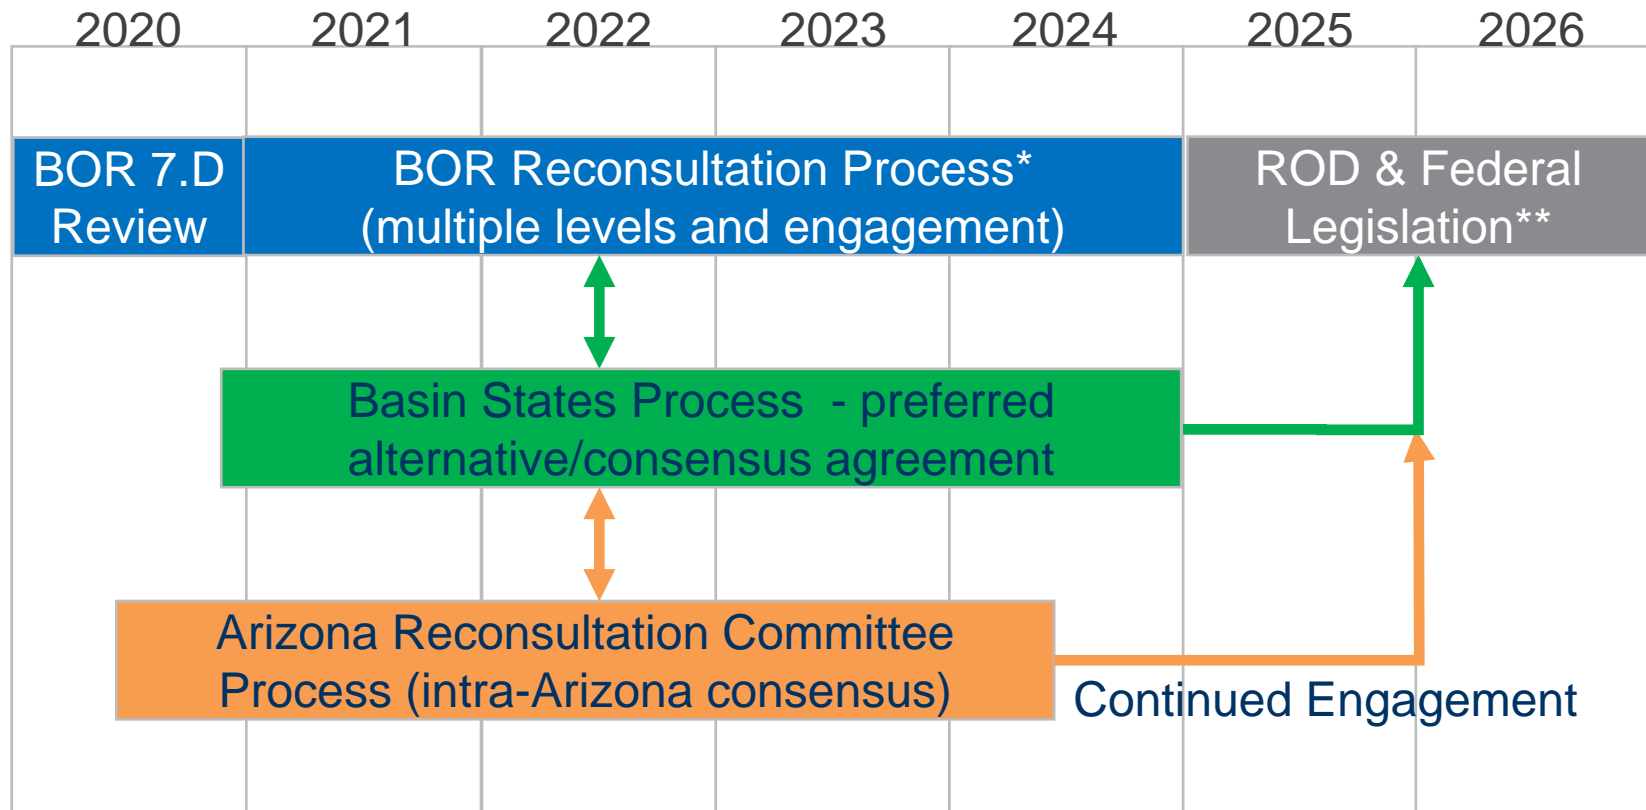 2020 2021 2022 2023 2024 2025 2026
BOR 7.D
Review
BOR Reconsultation Process*
(multiple levels and engagement)
ROD & Federal
Legislation**
Basin States Process - preferred
alternative/consensus agreement
Arizona Reconsultation Committee
Process (intra-Arizona consensus)
Continued Engagement